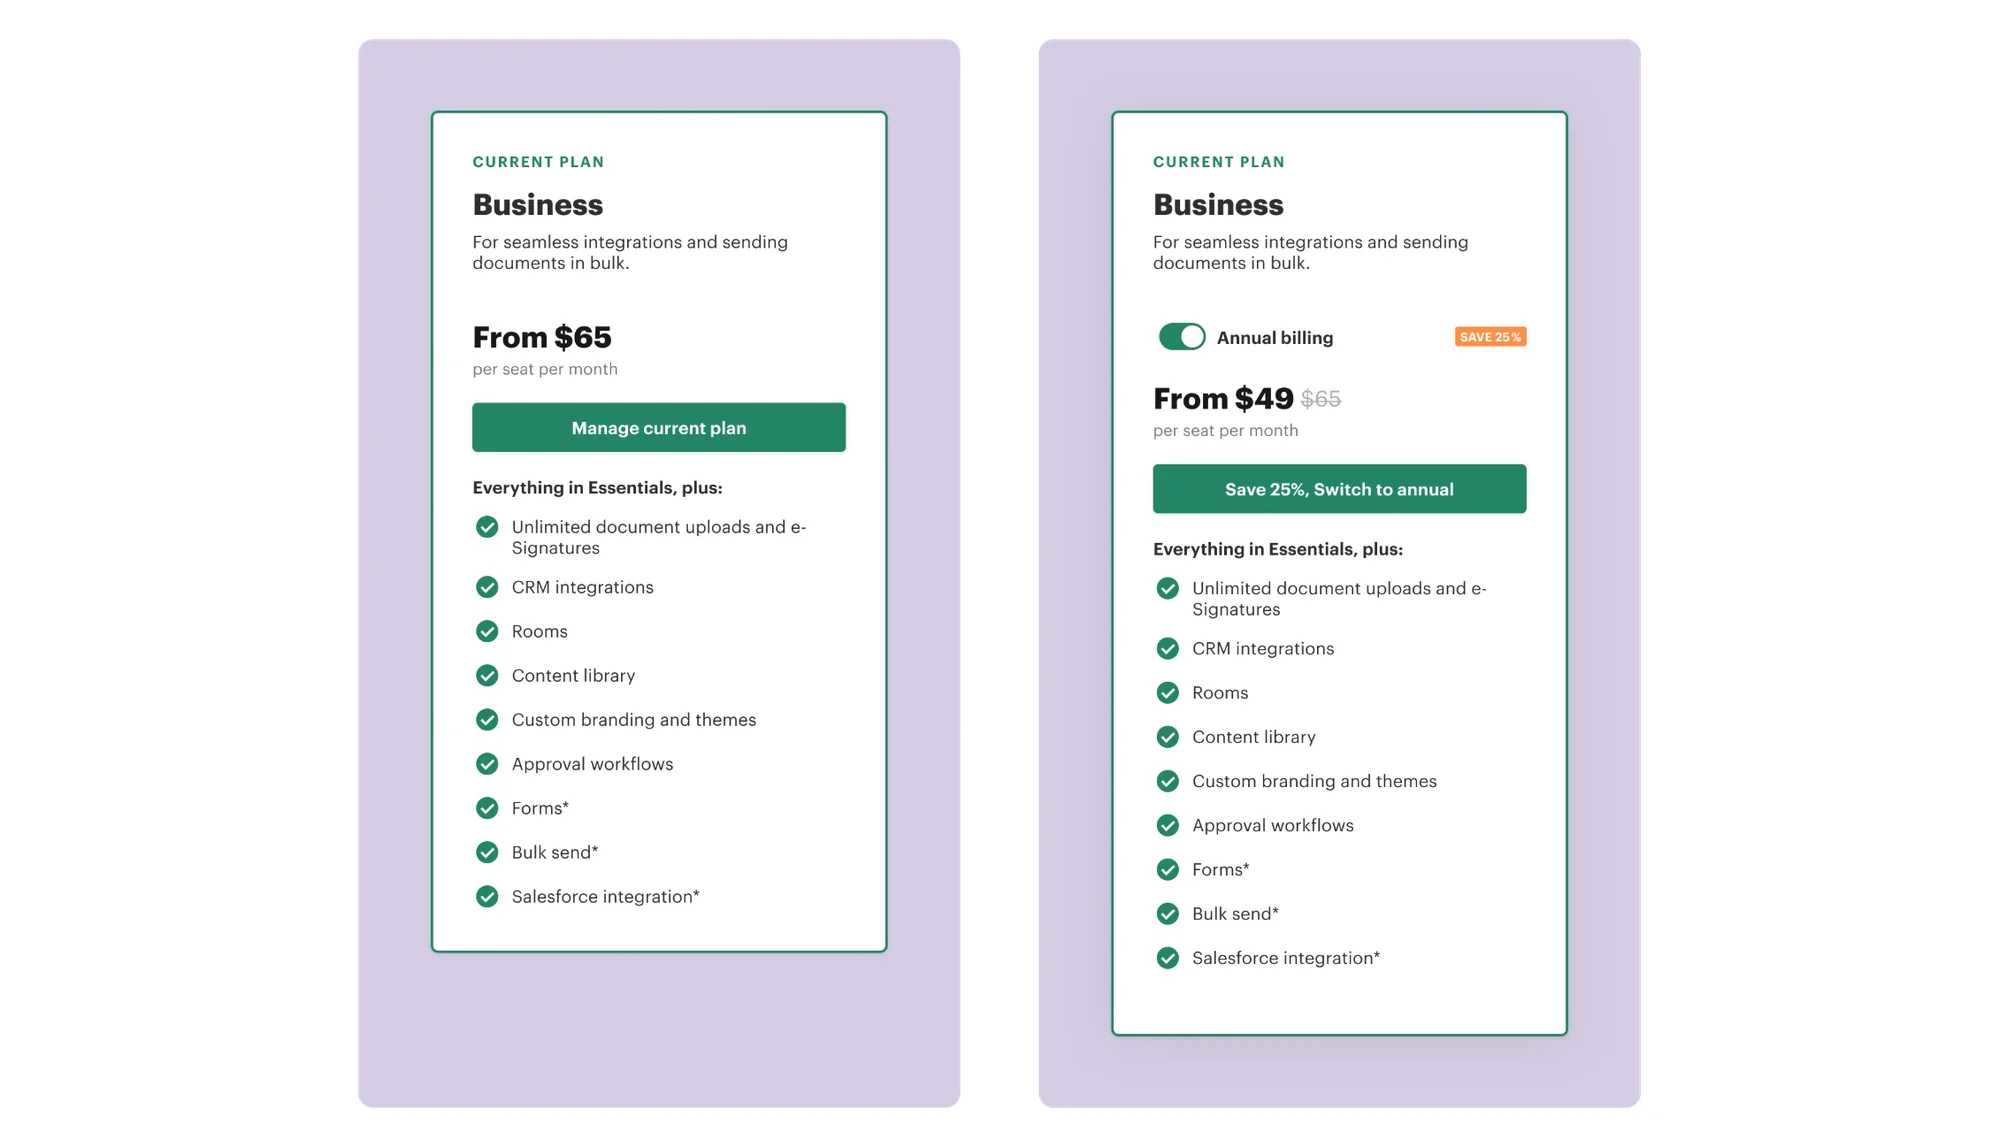 CURRENT PLAN
Business
For seamless integrations and sending
documents in bulk.
From $65
per seat per month
Manage current plan
Everything in Essentials, plus:
Unlimited document uploads and e-
Signatures
CRM integrations
Rooms
Content library
Custom branding and themes
Approval workflows
Forms*
Bulk send*
Salesforce integration*
CURRENT PLAN
Business
For seamless integrations and sending
documents in bulk.
Annual billing SAVE 25%
From $49 $65
per seat per month
Save 25%, Switch to annual
Everything in Essentials, plus:
Unlimited document uploads and e-
Signatures
CRM integrations
Rooms
Content library
Custom branding and themes
Approval workflows
Forms*
Bulk send*
Salesforce integration*